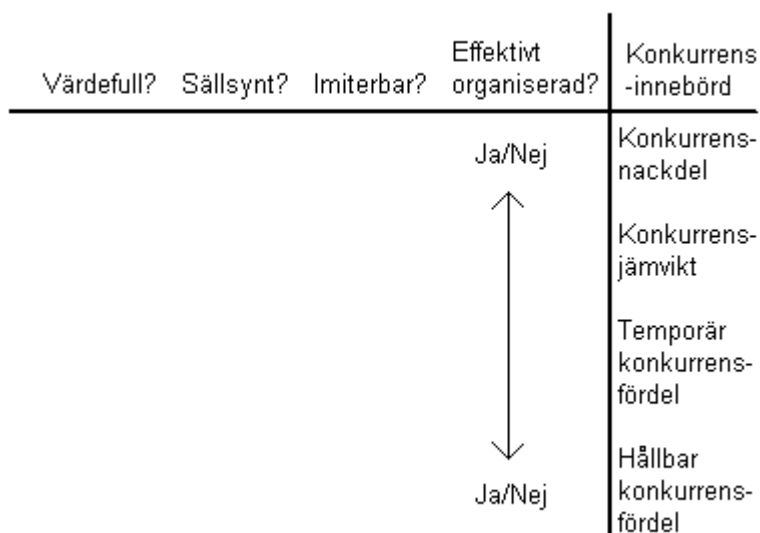 Värdefull? Sällsynt? Imiterbar? Effektivt organiserad? Konkurrens
-innebörd
Ja/Nej
Konkurrens-
nackdel
Konkurrens-
jämvikt
Temporär
konkurrens-
fördel
Ja/Nej
Hållbar
konkurrens-
fördel